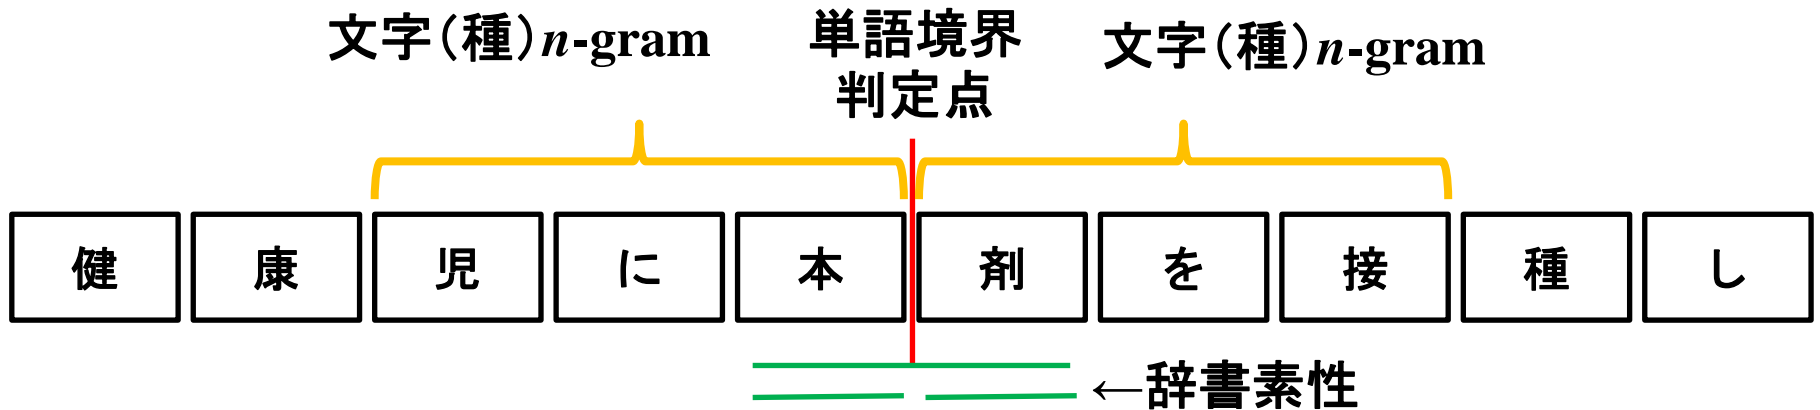 文字(種)n-gram
単語境界
判定点
文字(種)n-gram
健 康 児 に 本 剤 を 接 種 し
←辞書素性